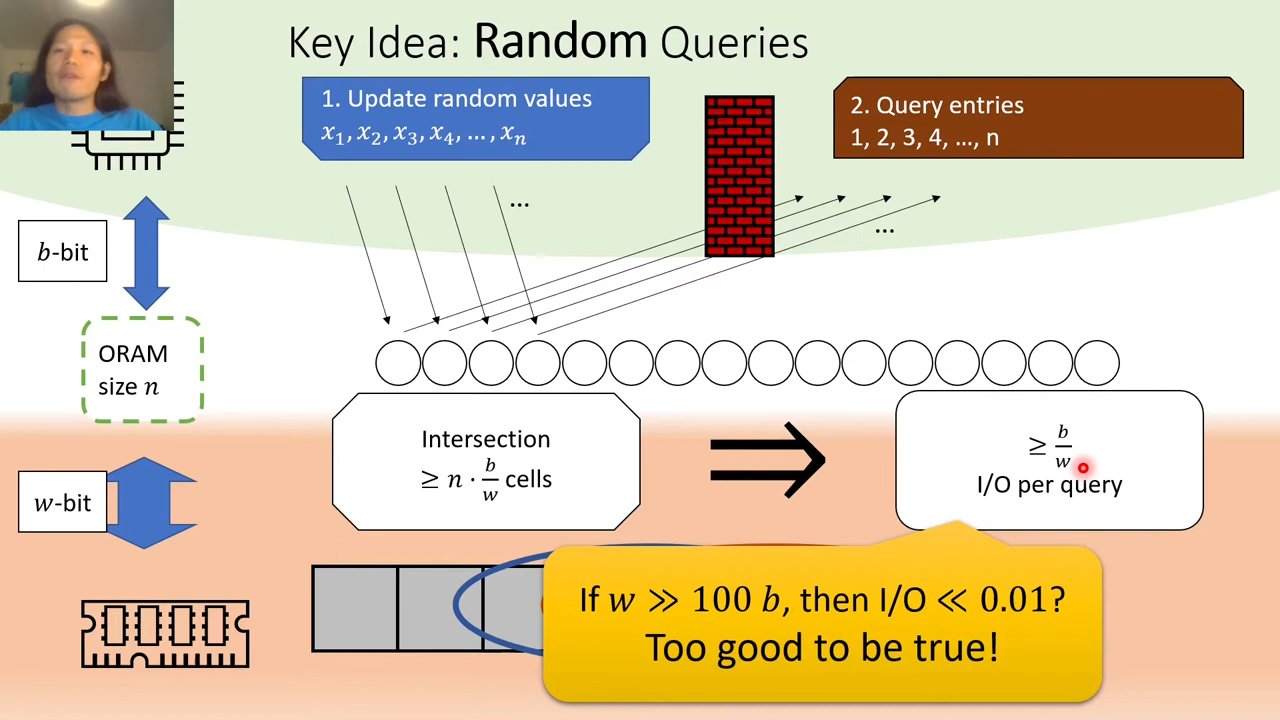 Key Idea: Random Queries
1. Update random values
x₁, x₂, x₃, x₄, ..., xₙ
2. Query entries
1, 2, 3, 4, ..., n
...
...
b-bit
ORAM
size n
w-bit
Intersection
≥ n · b/w cells
≥ b/w
I/O per query
If w ≫ 100 b, then I/O ≪ 0.01?
Too good to be true!